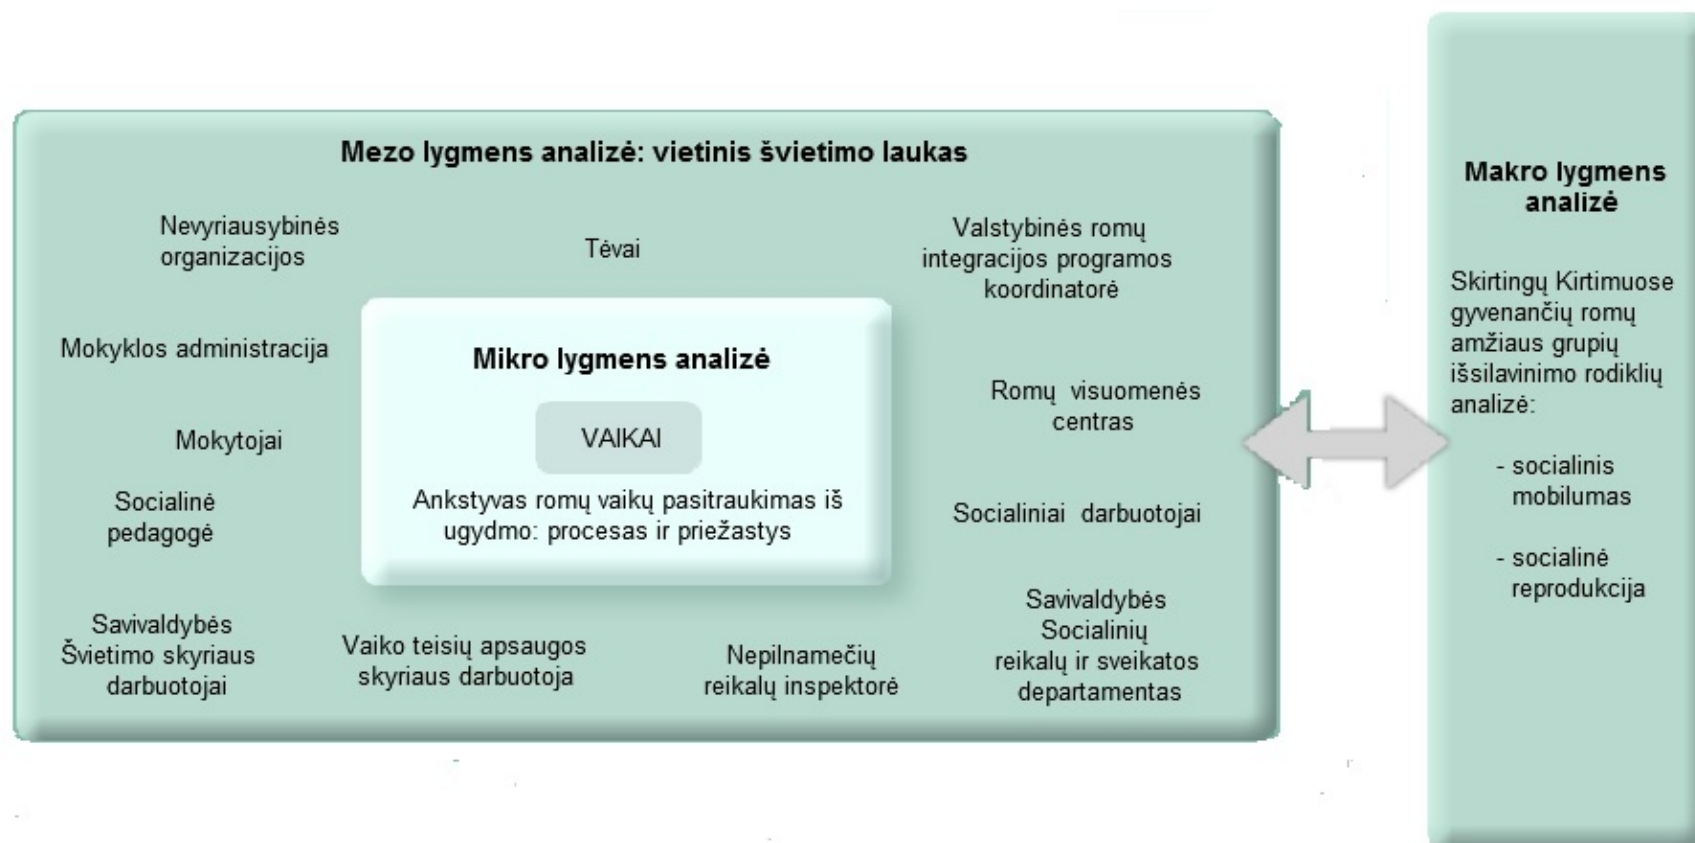 Mezo lygmens analizė: vietinis švietimo laukas
Nevyriausybinės
organizacijos
Tėvai
Valstybinės romų
integracijos programos
koordinatorė
Mokyklos administracija
Mikro lygmens analizė
VAIKAI
Ankstyvas romų vaikų pasitraukimas iš
ugydmo: procesas ir priežastys
Romų visuomenės
centras
Mokytojai
Socialinė
pedagogė
Socialiniai darbuotojai
Savivaldybės
Švietimo skyriaus
darbuotojai
Vaiko teisių apsaugos
skyriaus darbuotoja
Nepilnamečių
reikalų inspektorė
Savivaldybės
Socialinių
reikalų ir sveikatos
departamentas
Makro lygmens
analizė
Skirtingų Kirtimuose
gyvenančių romų
amžiaus grupių
išsilavinimo rodiklių
analizė:
- socialinis
mobilumas
- socialinė
reprodukcija